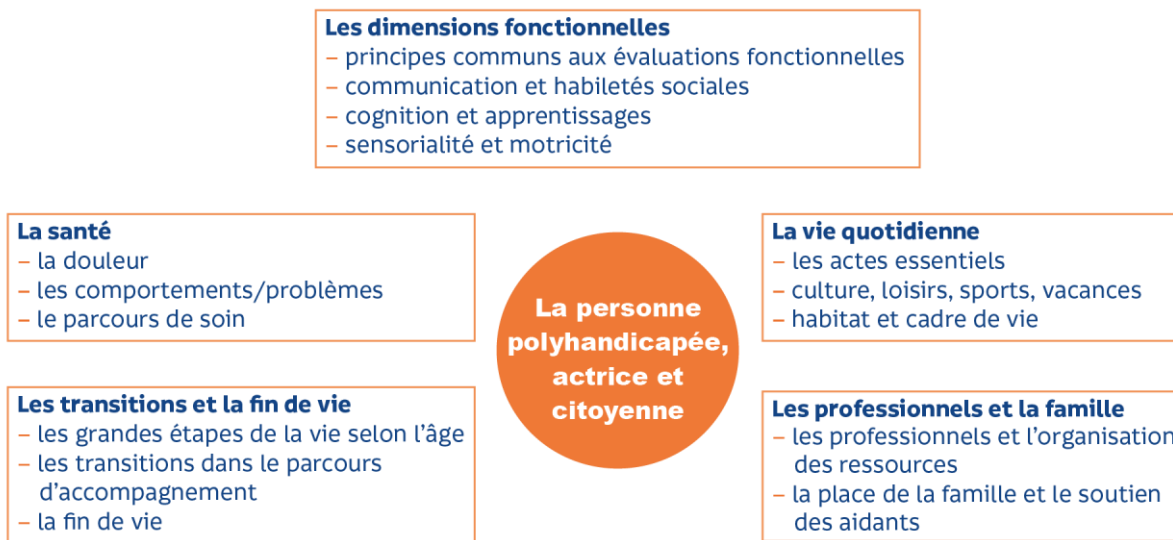 Les dimensions fonctionnelles
– principes communs aux évaluations fonctionnelles
– communication et habiletés sociales
– cognition et apprentissages
– sensorialité et motricité
La santé
– la douleur
– les comportements/problèmes
– le parcours de soin
La vie quotidienne
– les actes essentiels
– culture, loisirs, sports, vacances
– habitat et cadre de vie
La personne
polyhandicapée,
actrice et
citoyenne
Les transitions et la fin de vie
– les grandes étapes de la vie selon l’âge
– les transitions dans le parcours
d’accompagnement
– la fin de vie
Les professionnels et la famille
– les professionnels et l’organisation
des ressources
– la place de la famille et le soutien
des aidants